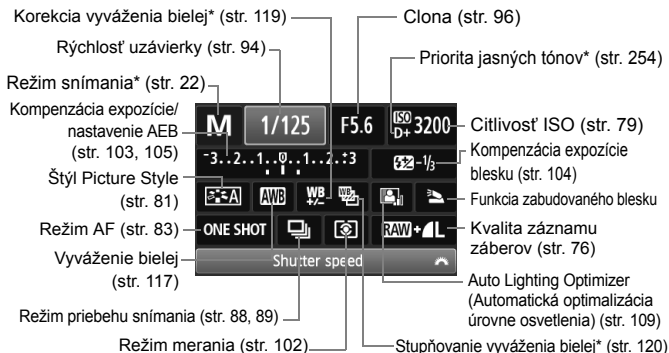 Korekcia vyváženia bielej* (str. 119)
Clona (str. 96)
Rýchlosť uzávierky (str. 94)
Priorita jasných tónov* (str. 254)
Režim snímania* (str. 22)
Kompenzácia expozície/
nastavenie AEB
(str. 103, 105)
M 1/125 F5.6 ISO D+ 3200
Citlivosť ISO (str. 79)
-3..2..1..0..1..2..+3 -1/3
Kompenzácia expozície
blesku (str. 104)
Štýl Picture Style
(str. 81)
A AWB WB +/- WB
Funkcia zabudovaného blesku
Režim AF (str. 83)
ONE SHOT RAW+L
Kvalita záznamu
záberov (str. 76)
Vyváženie bielej
(str. 117)
Shutter speed
Auto Lighting Optimizer
(Automatická optimalizácia
úrovne osvetlenia) (str. 109)
Režim priebehu snímania (str. 88, 89)
Režim merania (str. 102)
Stupňovanie vyváženia bielej* (str. 120)